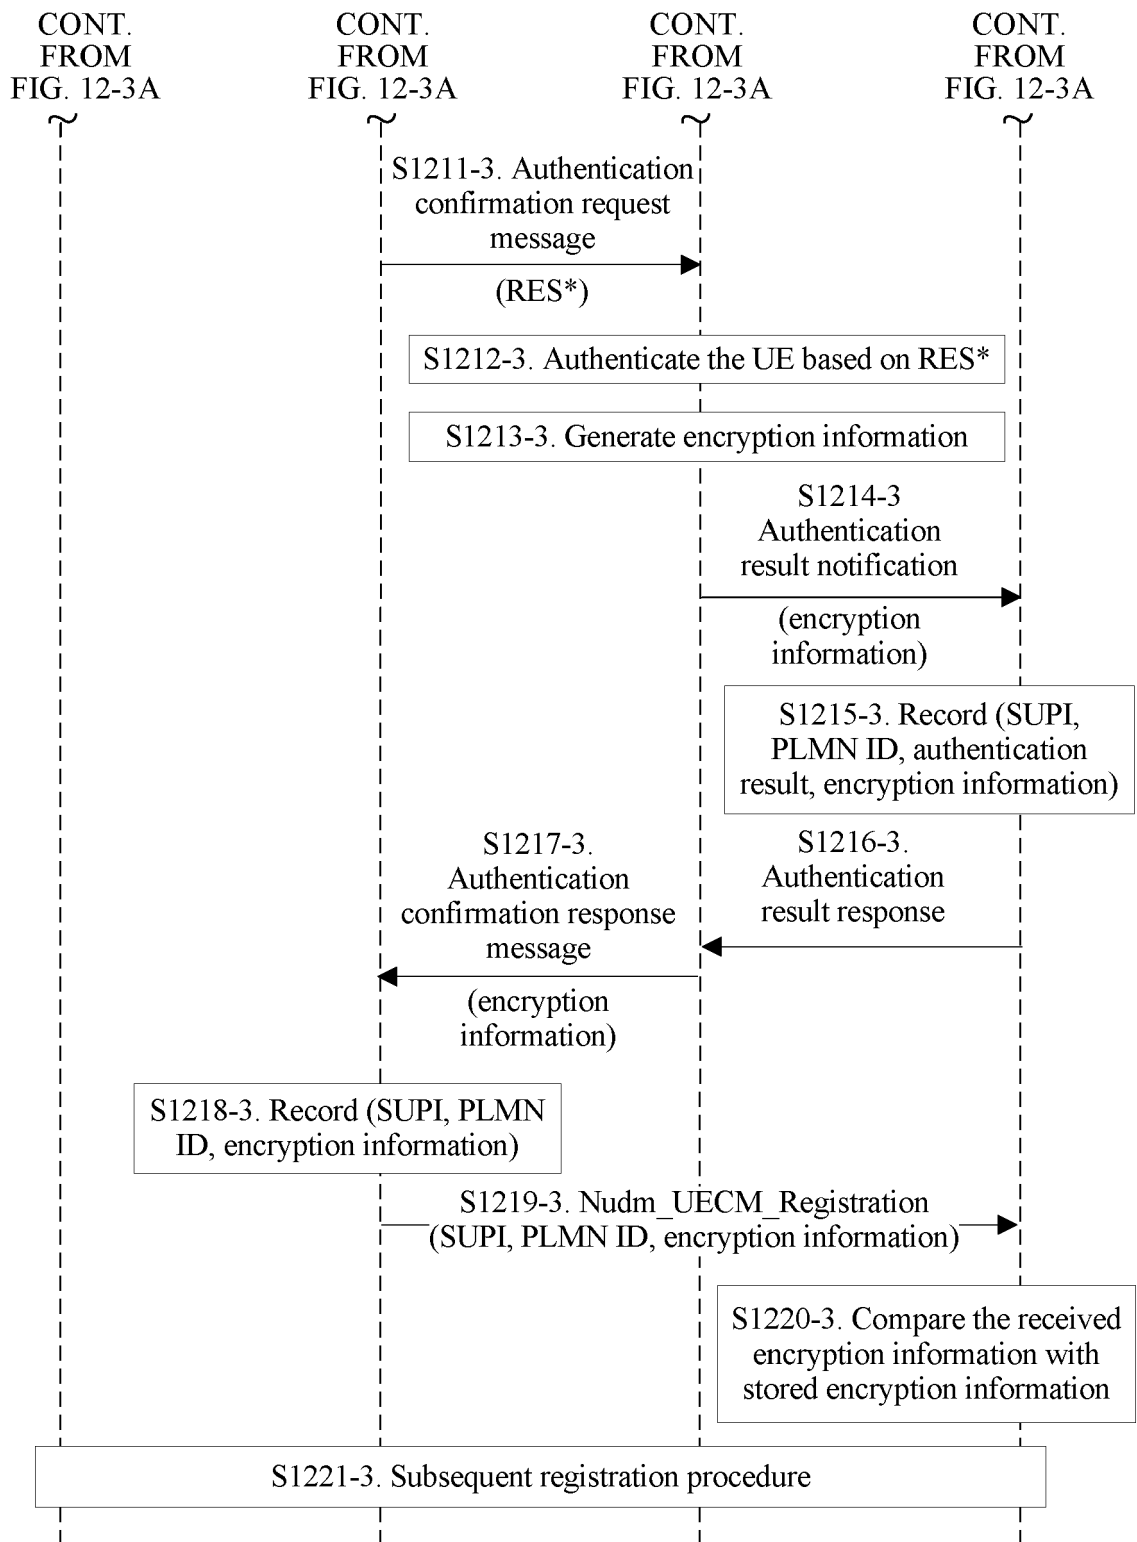 CONT.
FROM
FIG. 12-3A
CONT.
FROM
FIG. 12-3A
CONT.
FROM
FIG. 12-3A
CONT.
FROM
FIG. 12-3A
S1211-3. Authentication
confirmation request
message
(RES*)
S1212-3. Authenticate the UE based on RES*
S1213-3. Generate encryption information
S1214-3
Authentication
result notification
(encryption
information)
S1215-3. Record (SUPI,
PLMN ID, authentication
result, encryption information)
S1216-3.
Authentication
result response
S1217-3.
Authentication
confirmation response
message
(encryption
information)
S1218-3. Record (SUPI, PLMN
ID, encryption information)
S1219-3. Nudm_UECM_Registration
(SUPI, PLMN ID, encryption information)
S1220-3. Compare the received
encryption information with
stored encryption information
S1221-3. Subsequent registration procedure